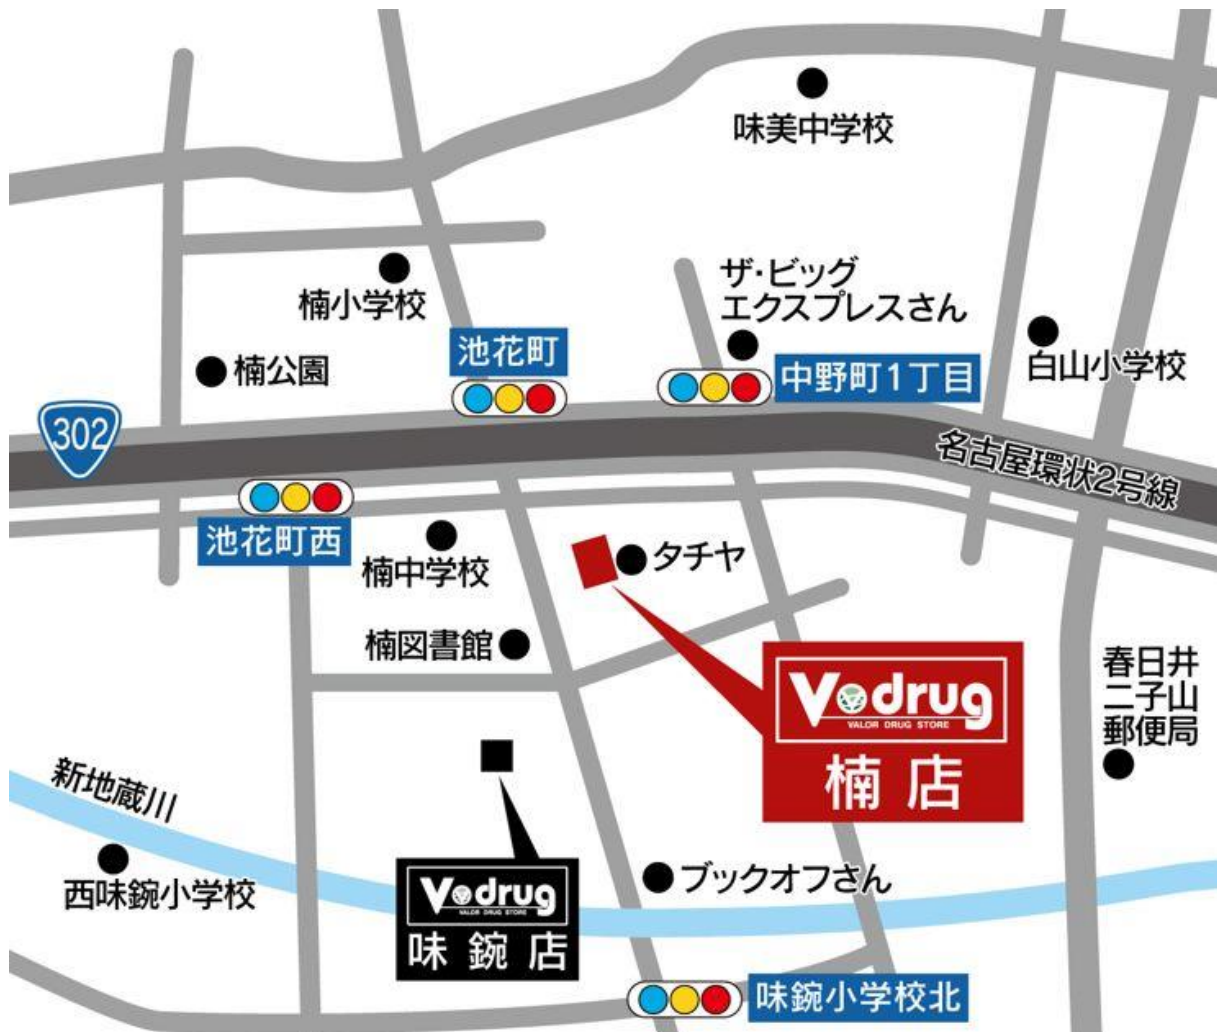 味美中学校
ザ・ビッグ
エクスプレスさん
楠小学校
池花町
白山小学校
楠公園
中野町1丁目
302
名古屋環状2号線
池花町西
楠中学校
タチヤ
楠図書館
春日井
二子山
郵便局
Vdrug
VALOR DRUG STORE
楠店
新地蔵川
西味鋺小学校
Vdrug
VALOR DRUG STORE
味鋺店
ブックオフさん
味鋺小学校北